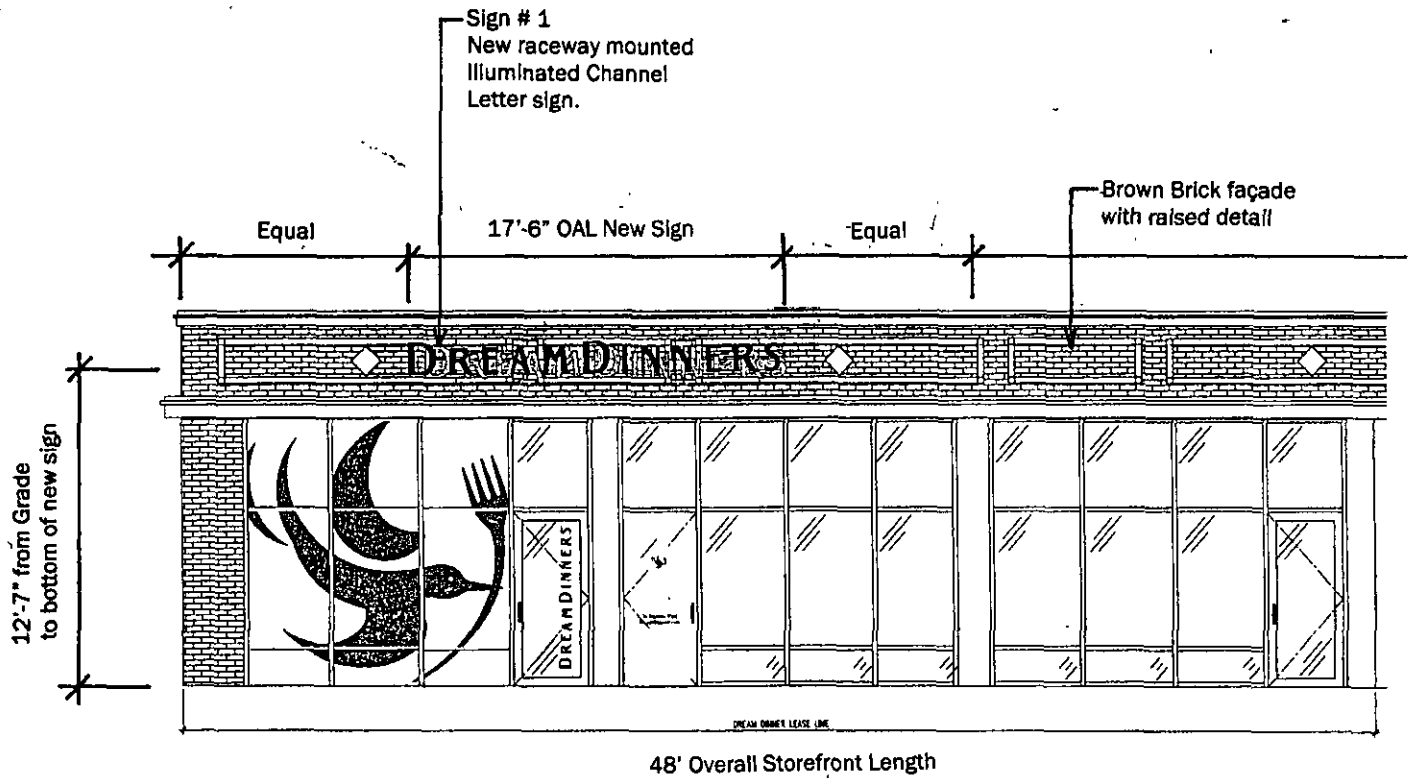 Sign # 1
New raceway mounted
Illuminated Channel
Letter sign.
Brown Brick façade
with raised detail
Equal
17'-6" OAL New Sign
Equal
DREAMDINNERS
12'-7" from Grade
to bottom of new sign
DREAMDINNERS
DREAM DINNER LEASE LINE
48' Overall Storefront Length